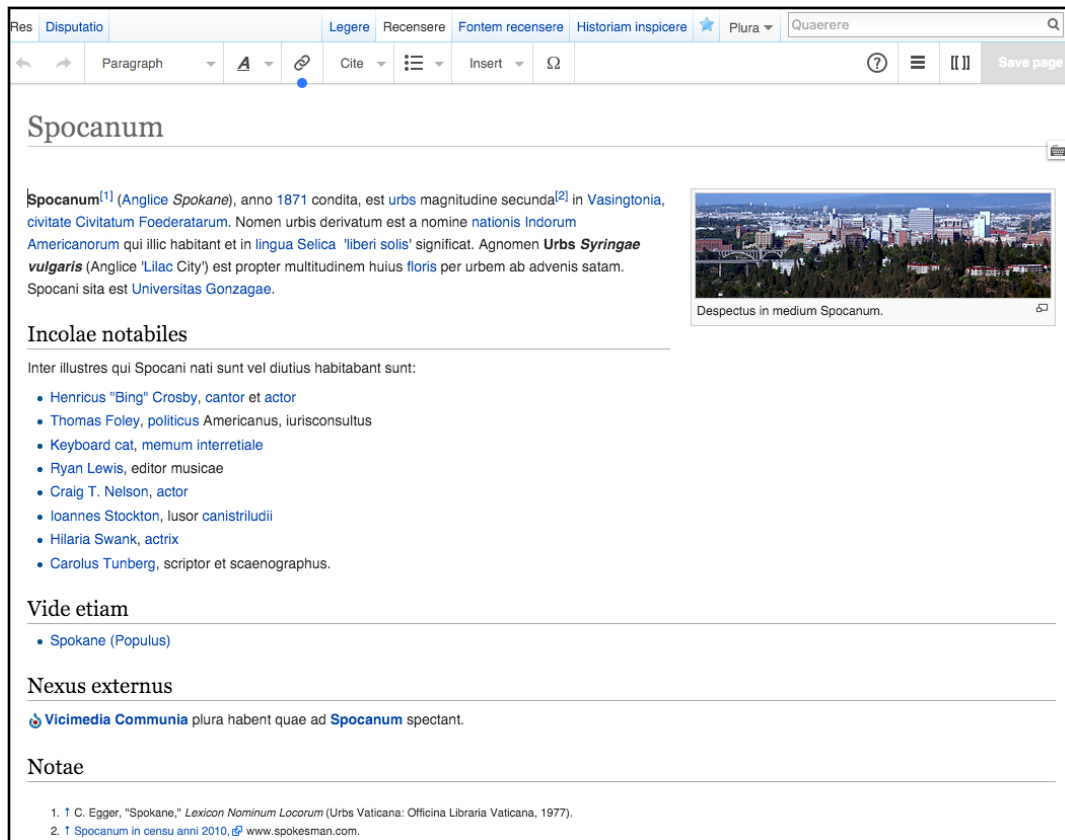 Res Disputatio Legere Recensere Fontem recensere Historiam inspicere Plura Quaerere
Paragraph A Cite Insert Ω ? [[ ]] Save page
Spocanum
Spocanum[1] (Anglice Spokane), anno 1871 condita, est urbs magnitudine secunda[2] in Vasingtonia,
civitate Civitatum Foederatarum. Nomen urbis derivatum est a nomine nationis Indorum
Americanorum qui illic habitant et in lingua Selica 'liberi solis' significat. Agnomen Urbs Syringae
vulgaris (Anglice 'Lilac City') est propter multitudinem huius floris per urbem ab advenis satam.
Spocani sita est Universitas Gonzagae.
Despectus in medium Spocanum.
Incolae notabiles
Inter illustres qui Spocani nati sunt vel diutius habitabant sunt:
• Henricus "Bing" Crosby, cantor et actor
• Thomas Foley, politicus Americanus, iurisconsultus
• Keyboard cat, memum interretiale
• Ryan Lewis, editor musicae
• Craig T. Nelson, actor
• Ioannes Stockton, lusor canistriludii
• Hilaria Swank, actrix
• Carolus Tunberg, scriptor et scaenographus.
Vide etiam
• Spokane (Populus)
Nexus externus
Vicimedia Communia plura habent quae ad Spocanum spectant.
Notae
1. ↑ C. Egger, "Spokane," Lexicon Nominum Locorum (Urbs Vaticana: Officina Libraria Vaticana, 1977).
2. ↑ Spocanum in censu anni 2010, www.spokesman.com.